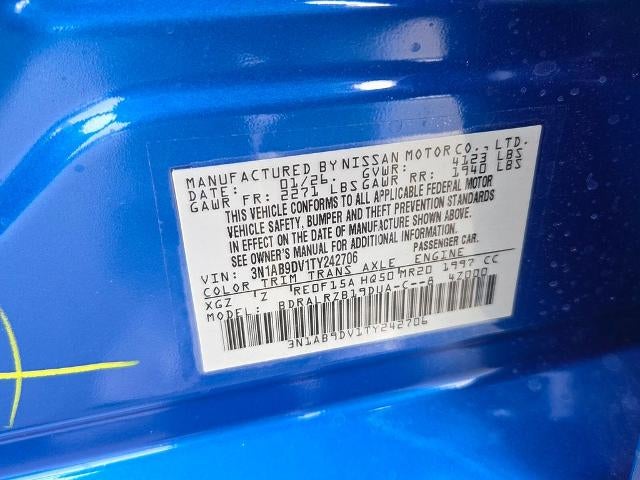 MANUFACTURED BY NISSAN MOTOR CO., LTD.
DATE: 01/26. GVWR: 4123 LBS
GAWR FR: 2271 LBS GAWR RR: 1940 LBS
THIS VEHICLE CONFORMS TO ALL APPLICABLE FEDERAL MOTOR
VEHICLE SAFETY, BUMPER AND THEFT PREVENTION STANDARDS
IN EFFECT ON THE DATE OF MANUFACTURE SHOWN ABOVE.
SEE OWNER'S MANUAL FOR ADDITIONAL INFORMATION.
VIN: 3N1AB9DV1TY242706 PASSENGER CAR.
COLOR TRIM TRANS AXLE ENGINE
XGZ Z RE0F15A HQ50 MR20 1997 CC
MODEL: BDRALRZB19DUA-C--8 4Z000
3N1AB9DV1TY242706